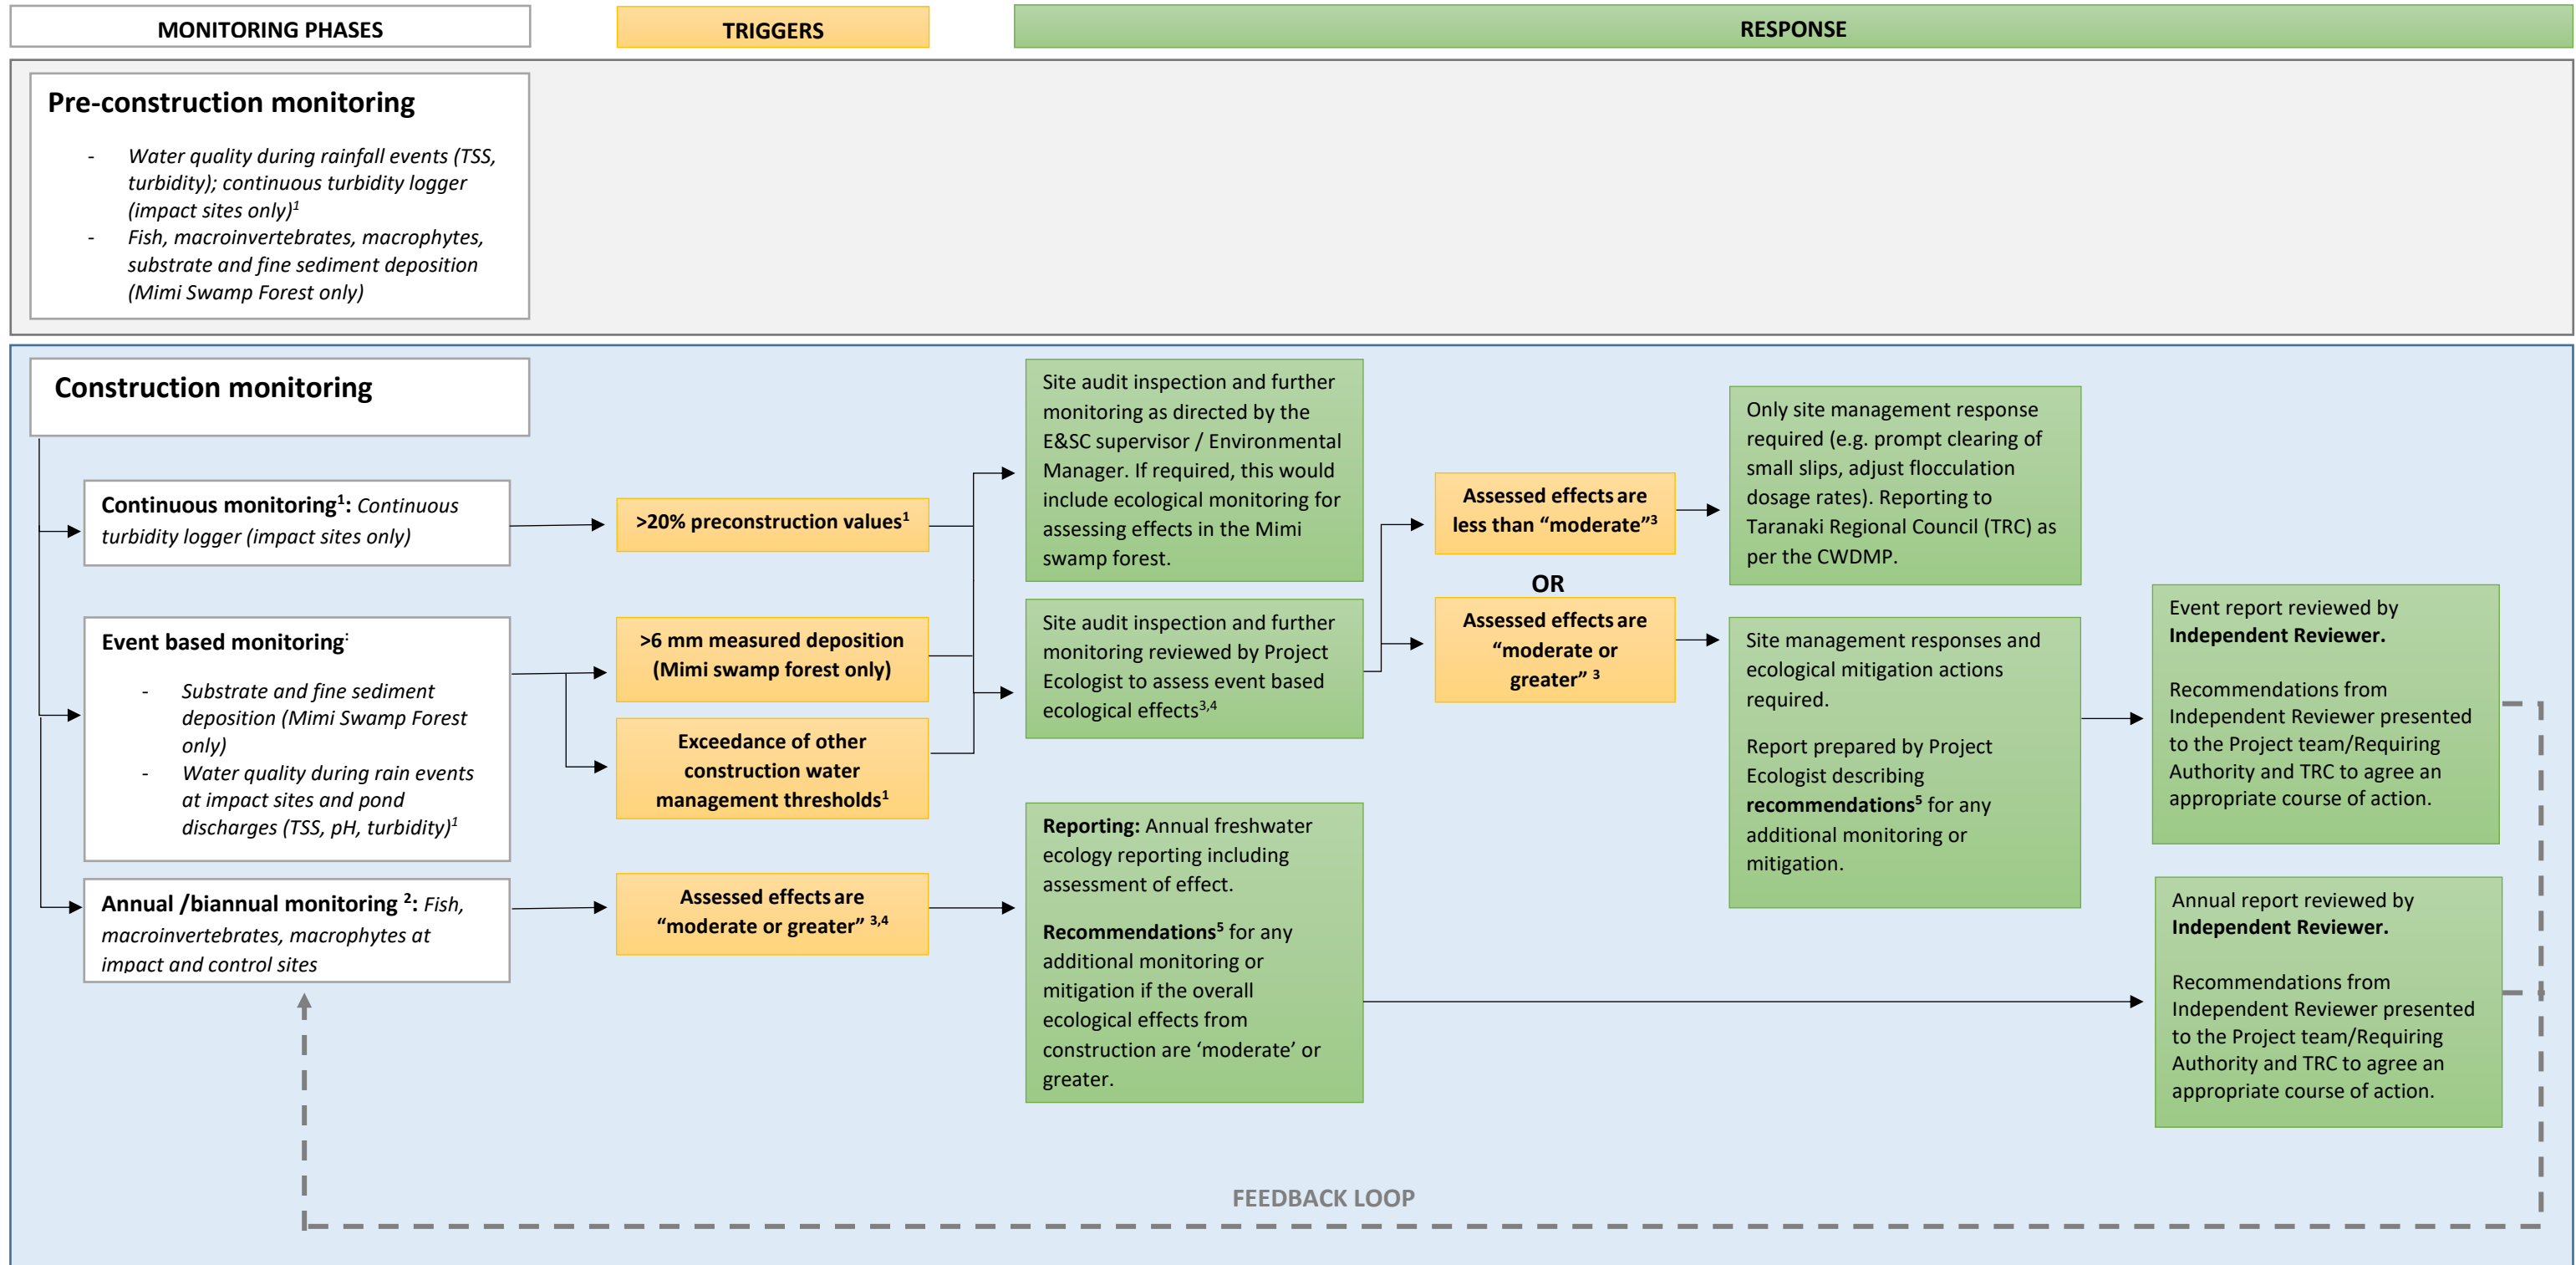 MONITORING PHASES
TRIGGERS
RESPONSE
Pre-construction monitoring
- Water quality during rainfall events (TSS,
turbidity); continuous turbidity logger
(impact sites only)1
- Fish, macroinvertebrates, macrophytes,
substrate and fine sediment deposition
(Mimi Swamp Forest only)
Construction monitoring
Continuous monitoring1: Continuous
turbidity logger (impact sites only)
Event based monitoring:
- Substrate and fine sediment
deposition (Mimi Swamp Forest
only)
- Water quality during rain events
at impact sites and pond
discharges (TSS, pH, turbidity)1
Annual /biannual monitoring 2: Fish,
macroinvertebrates, macrophytes at
impact and control sites
>20% preconstruction values1
>6 mm measured deposition
(Mimi swamp forest only)
Exceedance of other
construction water
management thresholds1
Assessed effects are
“moderate or greater” 3,4
Site audit inspection and further
monitoring as directed by the
E&SC supervisor / Environmental
Manager. If required, this would
include ecological monitoring for
assessing effects in the Mimi
swamp forest.
Site audit inspection and further
monitoring reviewed by Project
Ecologist to assess event based
ecological effects3,4
Reporting: Annual freshwater
ecology reporting including
assessment of effect.
Recommendations5 for any
additional monitoring or
mitigation if the overall
ecological effects from
construction are ‘moderate’ or
greater.
Assessed effects are
less than “moderate”3
OR
Assessed effects are
“moderate or
greater” 3
Only site management response
required (e.g. prompt clearing of
small slips, adjust flocculation
dosage rates). Reporting to
Taranaki Regional Council (TRC) as
per the CWDMP.
Site management responses and
ecological mitigation actions
required.
Report prepared by Project
Ecologist describing
recommendations5 for any
additional monitoring or
mitigation.
Event report reviewed by
Independent Reviewer.
Recommendations from
Independent Reviewer presented
to the Project team/Requiring
Authority and TRC to agree an
appropriate course of action.
Annual report reviewed by
Independent Reviewer.
Recommendations from
Independent Reviewer presented
to the Project team/Requiring
Authority and TRC to agree an
appropriate course of action.
FEEDBACK LOOP